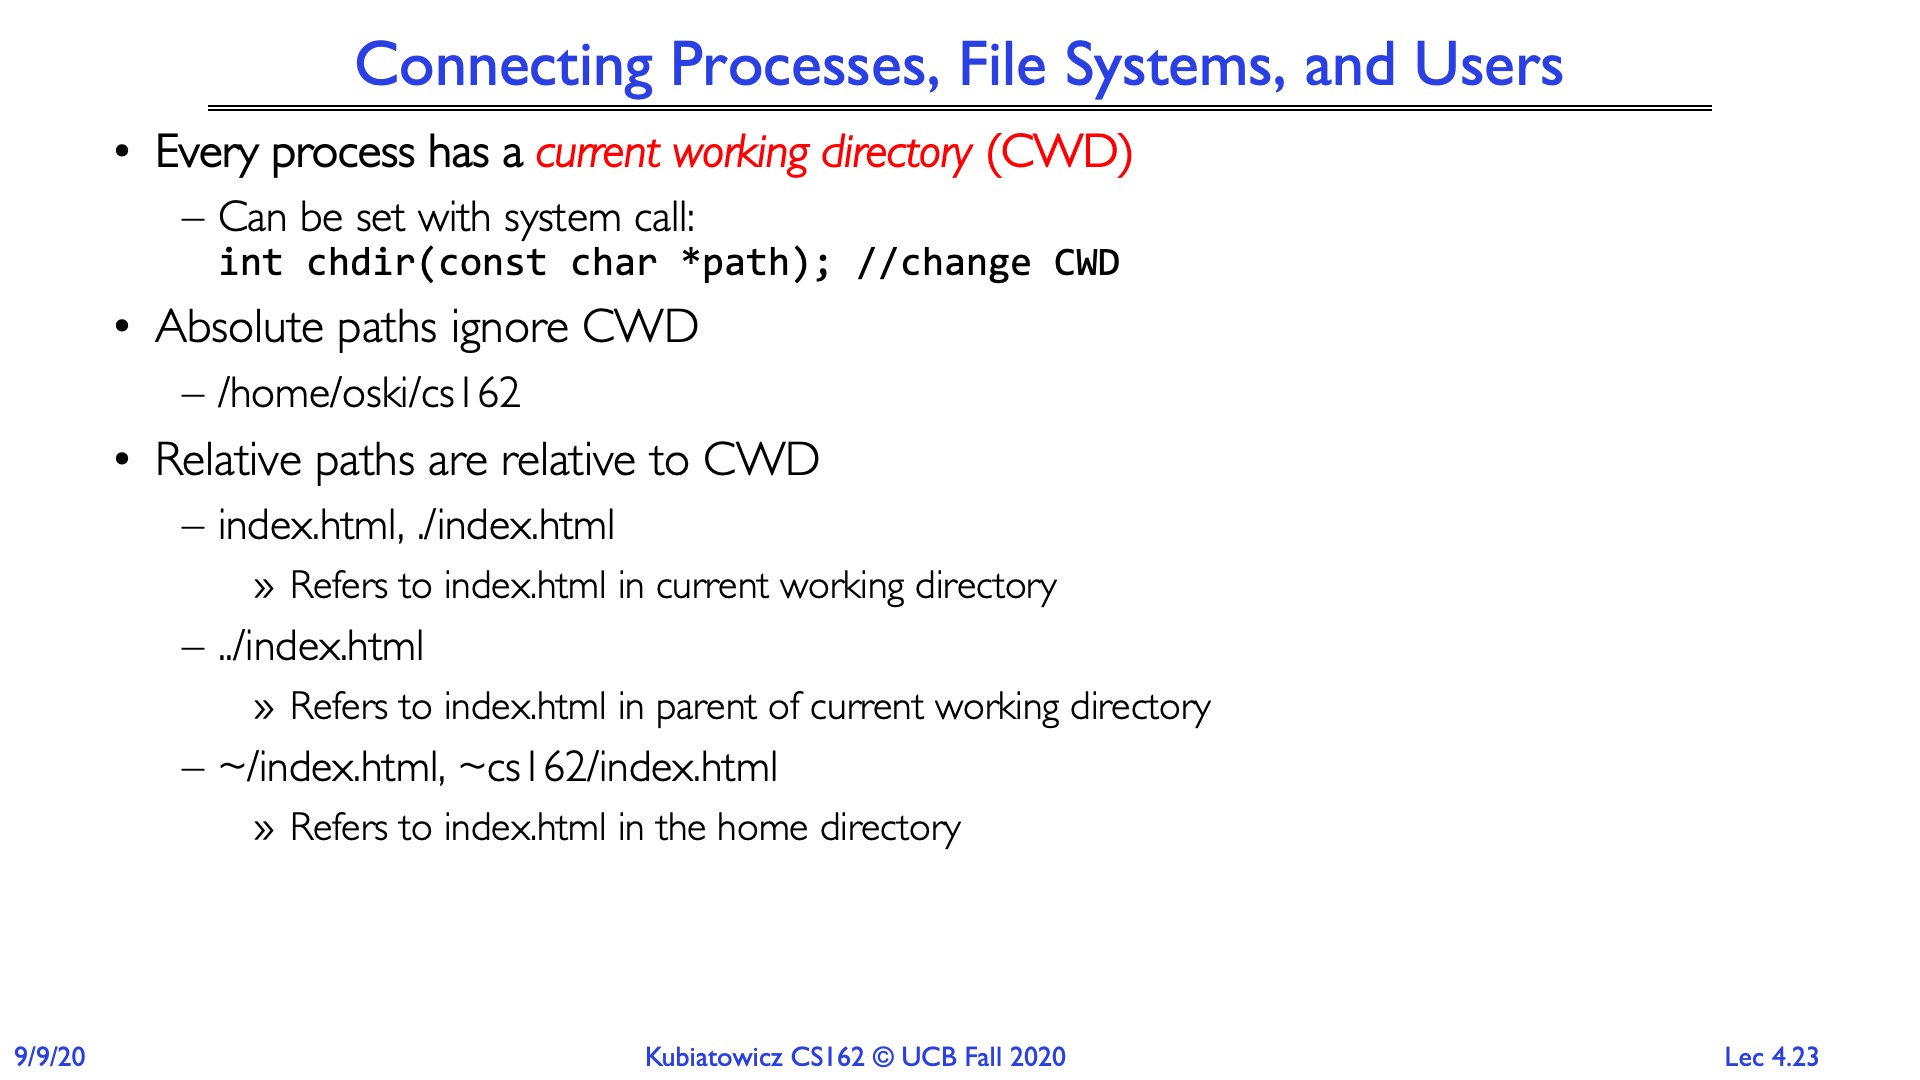 Connecting Processes, File Systems, and Users
• Every process has a current working directory (CWD)
– Can be set with system call:
int chdir(const char *path); //change CWD
• Absolute paths ignore CWD
– /home/oski/cs162
• Relative paths are relative to CWD
– index.html, ./index.html
» Refers to index.html in current working directory
– ../index.html
» Refers to index.html in parent of current working directory
– ~/index.html, ~cs162/index.html
» Refers to index.html in the home directory
9/9/20
Kubiatowicz CS162 © UCB Fall 2020
Lec 4.23